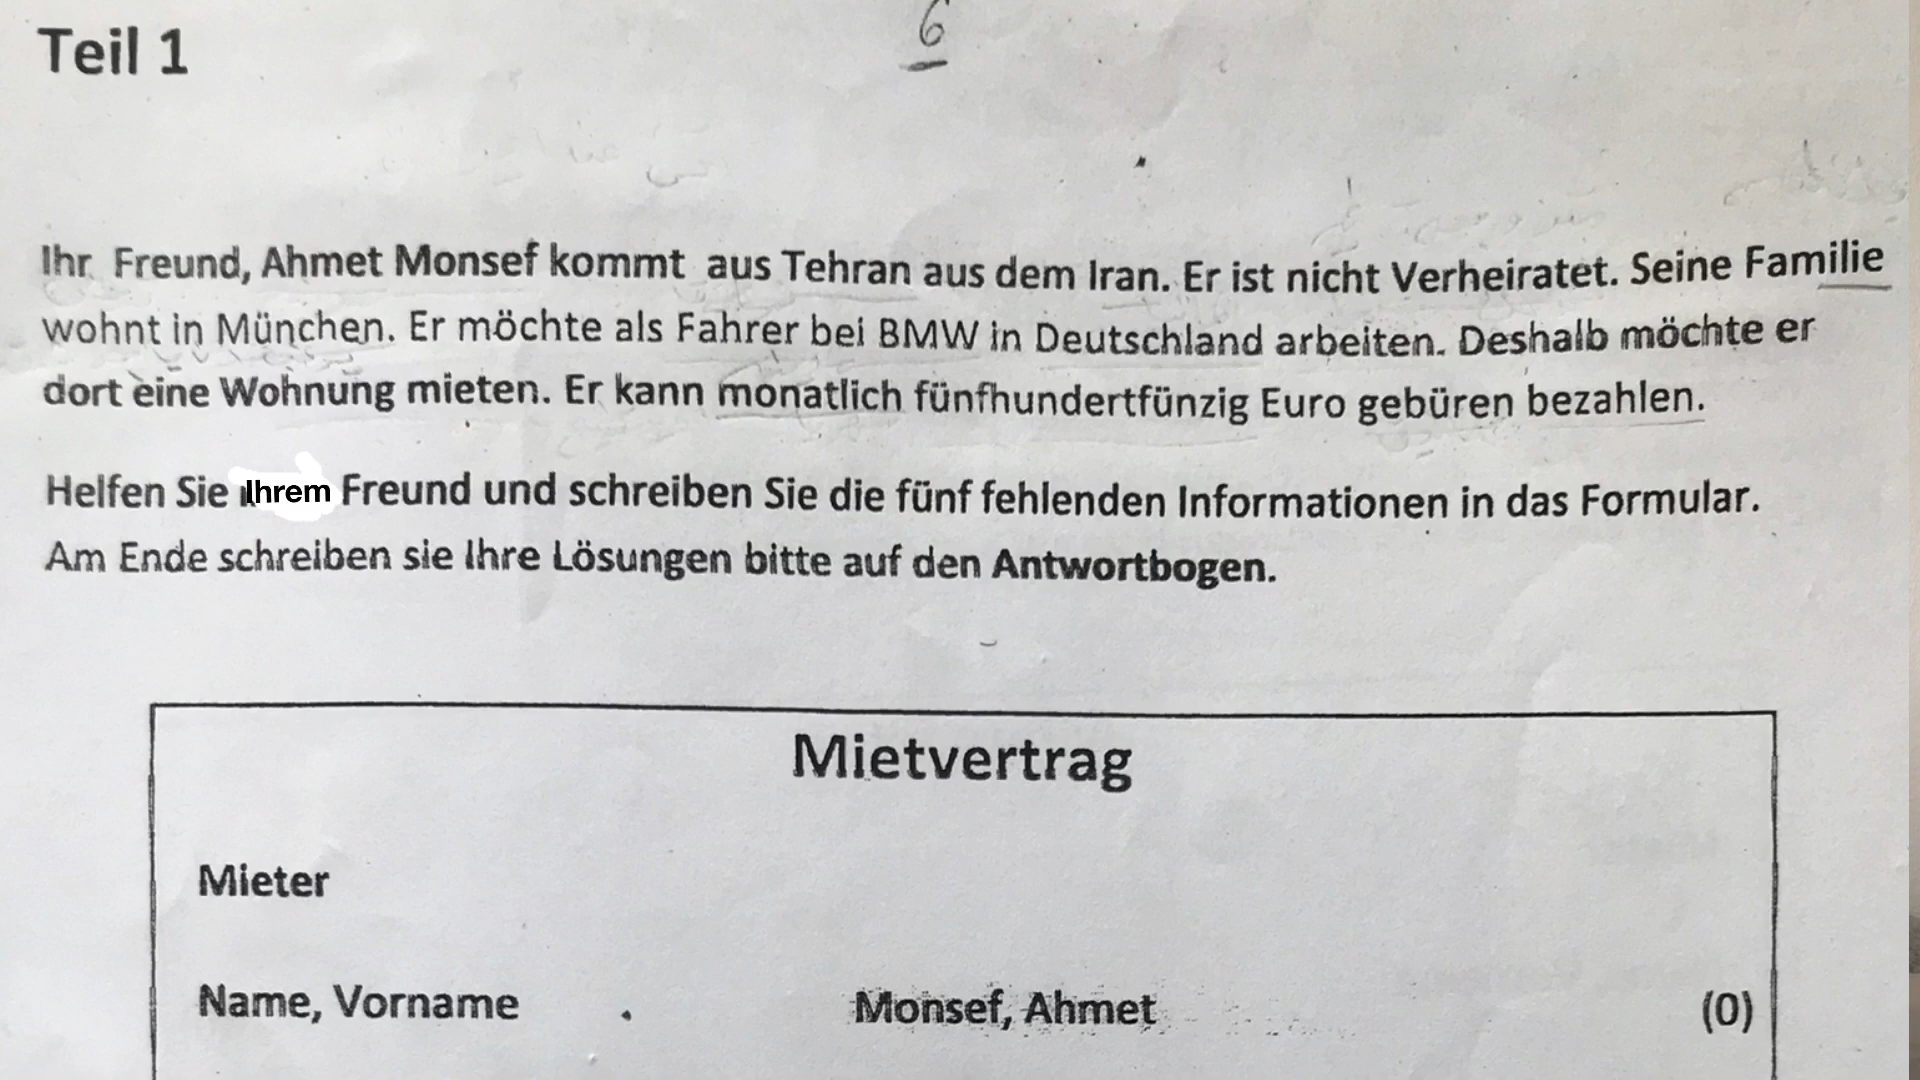 Teil 1
6
Ihr Freund, Ahmet Monsef kommt aus Tehran aus dem Iran. Er ist nicht Verheiratet. Seine Familie
wohnt in München. Er möchte als Fahrer bei BMW in Deutschland arbeiten. Deshalb möchte er
dort eine Wohnung mieten. Er kann monatlich fünfhundertfünzig Euro gebüren bezahlen.
Helfen Sie Ihrem Freund und schreiben Sie die fünf fehlenden Informationen in das Formular.
Am Ende schreiben sie Ihre Lösungen bitte auf den Antwortbogen.
Mietvertrag
Mieter
Name, Vorname Monsef, Ahmet (0)